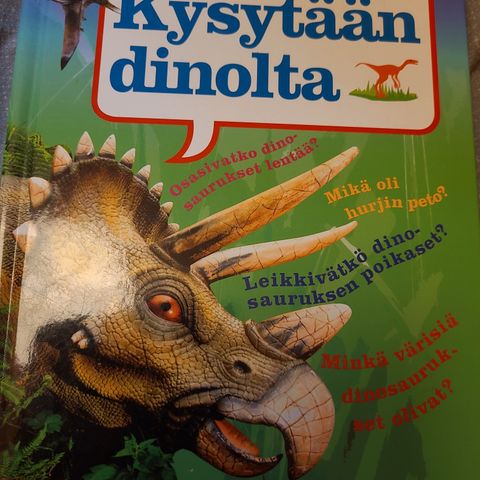 Kysytään
dinolta
Osasivatko dino-
saurukset lentää?
Mikä oli
hurjin peto?
Leikkivätkö dino-
sauruksen poikaset?
Minkä värisiä
dinosauruk-
set olivat?